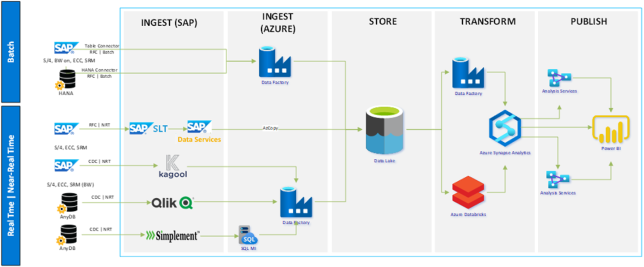 INGEST (SAP)
INGEST
(AZURE)
STORE
TRANSFORM
PUBLISH
Batch
SAP
Table Connector
RFC | Batch
S/4, BW on, ECC, SRM
HANA Connector
RFC | Batch
HANA
Data Factory
Data Factory
Analysis Services
Real Time | Near-Real Time
SAP
RFC | NRT
SAP SLT
SAP
Data Services
S/4, ECC, SRM
Data Lake
Azure Synapse Analytics
Power BI
SAP
CDC | NRT
kagool
S/4, ECC, SRM (BW)
Analysis Services
AnyDB
CDC | NRT
Qlik Q
Data Factory
Azure Databricks
AnyDB
CDC | NRT
Simplement
SQL
SQL MI